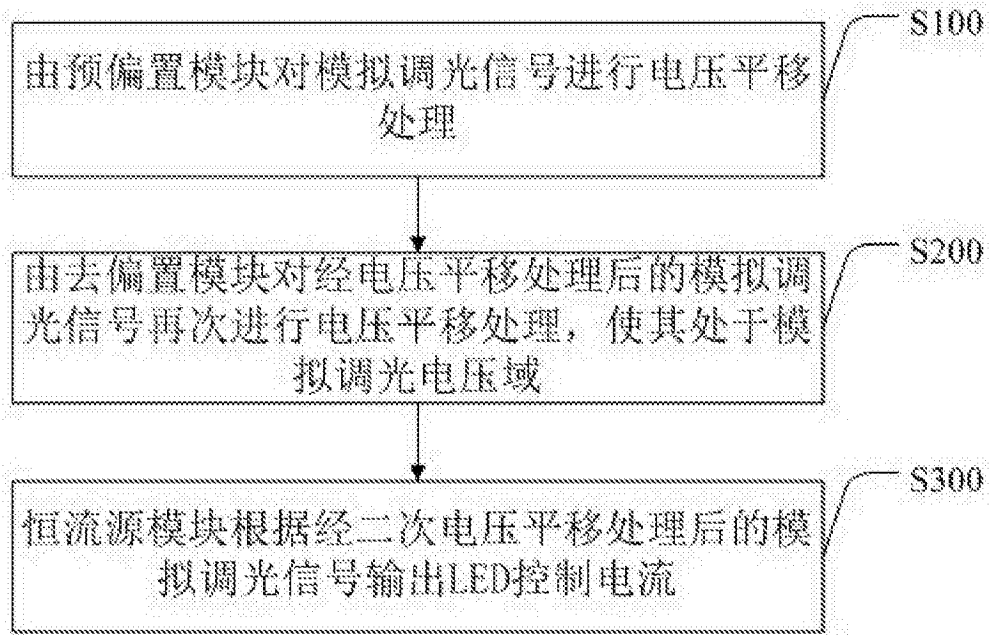 S100
由预偏置模块对模拟调光信号进行电压平移
处理
S200
由去偏置模块对经电压平移处理后的模拟调
光信号再次进行电压平移处理，使其处于模
拟调光电压域
S300
恒流源模块根据经二次电压平移处理后的模
拟调光信号输出LED控制电流